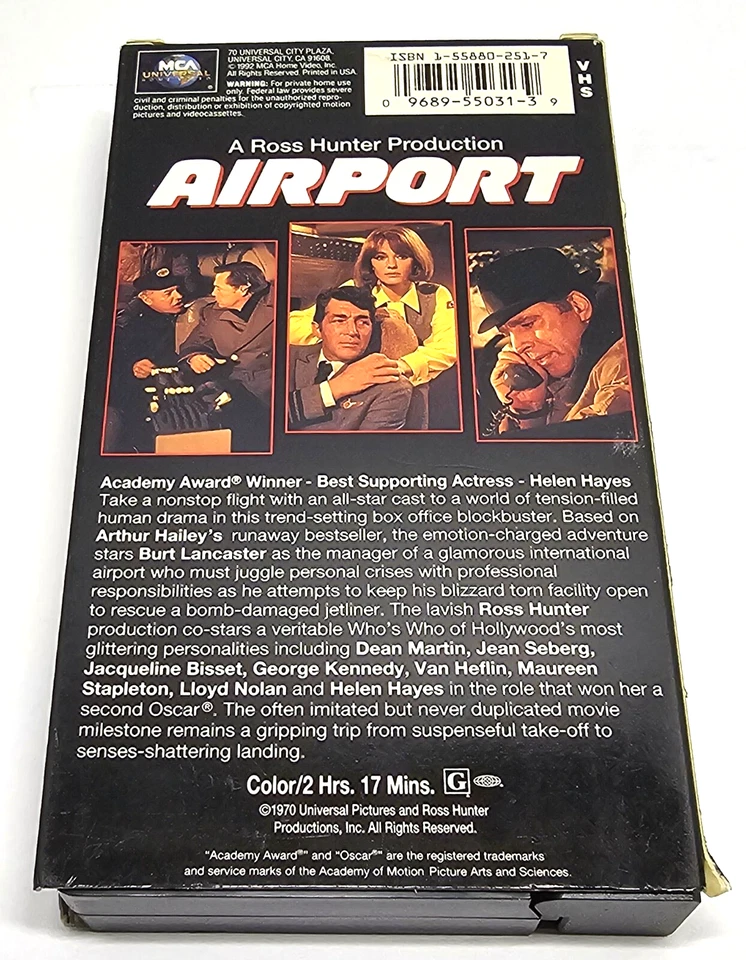 MCA
UNIVERSAL
70 UNIVERSAL CITY PLAZA,
UNIVERSAL CITY, CA 91608.
© 1992 MCA Home Video, Inc.
All Rights Reserved. Printed in USA.
WARNING: For private home use
only. Federal law provides severe
civil and criminal penalties for the unauthorized repro-
duction, distribution or exhibition of copyrighted motion
pictures and videocassettes.
ISBN 1-55880-251-7
0 9689-55031-3 9
VHS
A Ross Hunter Production
AIRPORT
Academy Award® Winner - Best Supporting Actress - Helen Hayes
Take a nonstop flight with an all-star cast to a world of tension-filled
human drama in this trend-setting box office blockbuster. Based on
Arthur Hailey's runaway bestseller, the emotion-charged adventure
stars Burt Lancaster as the manager of a glamorous international
airport who must juggle personal crises with professional
responsibilities as he attempts to keep his blizzard torn facility open
to rescue a bomb-damaged jetliner. The lavish Ross Hunter
production co-stars a veritable Who's Who of Hollywood's most
glittering personalities including Dean Martin, Jean Seberg,
Jacqueline Bisset, George Kennedy, Van Heflin, Maureen
Stapleton, Lloyd Nolan and Helen Hayes in the role that won her a
second Oscar®. The often imitated but never duplicated movie
milestone remains a gripping trip from suspenseful take-off to
senses-shattering landing.
Color/2 Hrs. 17 Mins. G
©1970 Universal Pictures and Ross Hunter
Productions, Inc. All Rights Reserved.
"Academy Award®" and "Oscar®" are the registered trademarks
and service marks of the Academy of Motion Picture Arts and Sciences.